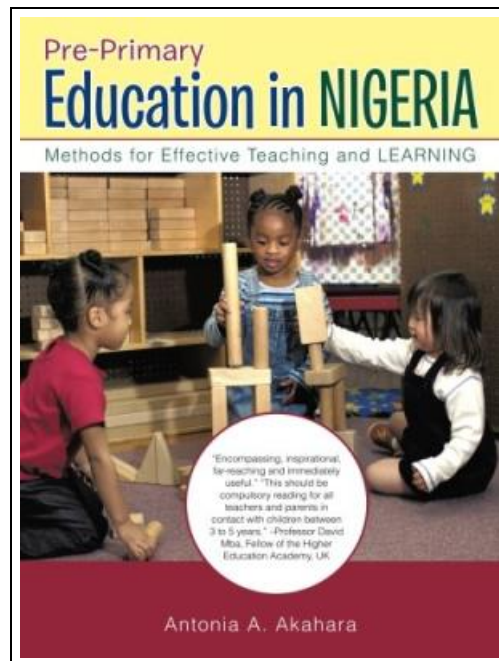 Pre-Primary
Education in NIGERIA
Methods for Effective Teaching and LEARNING
"Encompassing, inspirational,
far-reaching and immediately
useful." "This should be
compulsory reading for all
teachers and parents in
contact with children between
3 to 5 years." –Professor David
Mba, Fellow of the Higher
Education Academy, UK
Antonia A. Akahara